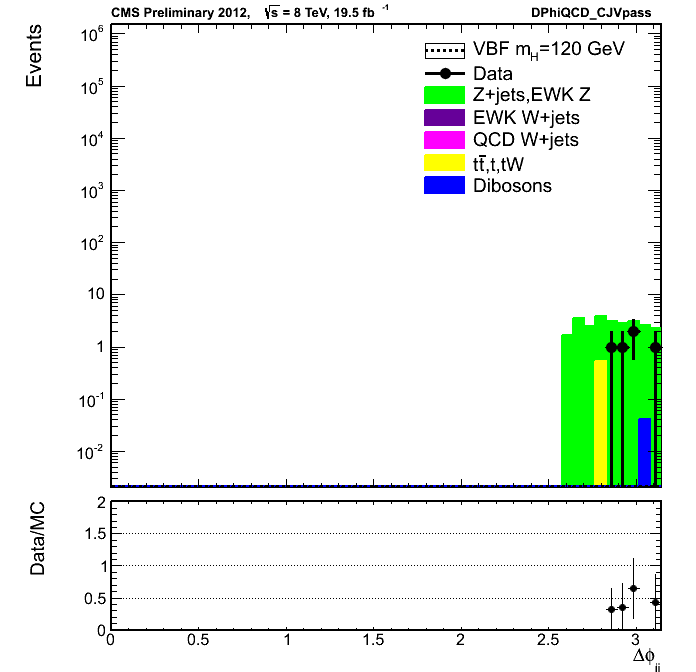 CMS Preliminary 2012, √s = 8 TeV, 19.5 fb⁻¹ DPhiQCD_CJVpass
Events
10⁶
10⁵
10⁴
10³
10²
10
1
10⁻¹
10⁻²
VBF m_H=120 GeV
Data
Z+jets,EWK Z
EWK W+jets
QCD W+jets
tt̄,t,tW
Dibosons
Data/MC
2
1.5
1
0.5
0
0 0.5 1 1.5 2 2.5 3
Δϕ_jj